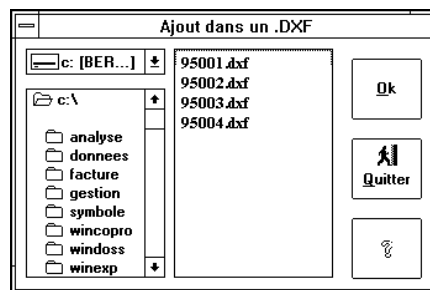 Ajout dans un .DXF
c: [BER...]
c:\
analyse
donnees
facture
gestion
symbole
wincopro
windoss
winexp
95001.dxf
95002.dxf
95003.dxf
95004.dxf
Ok
Quitter
?